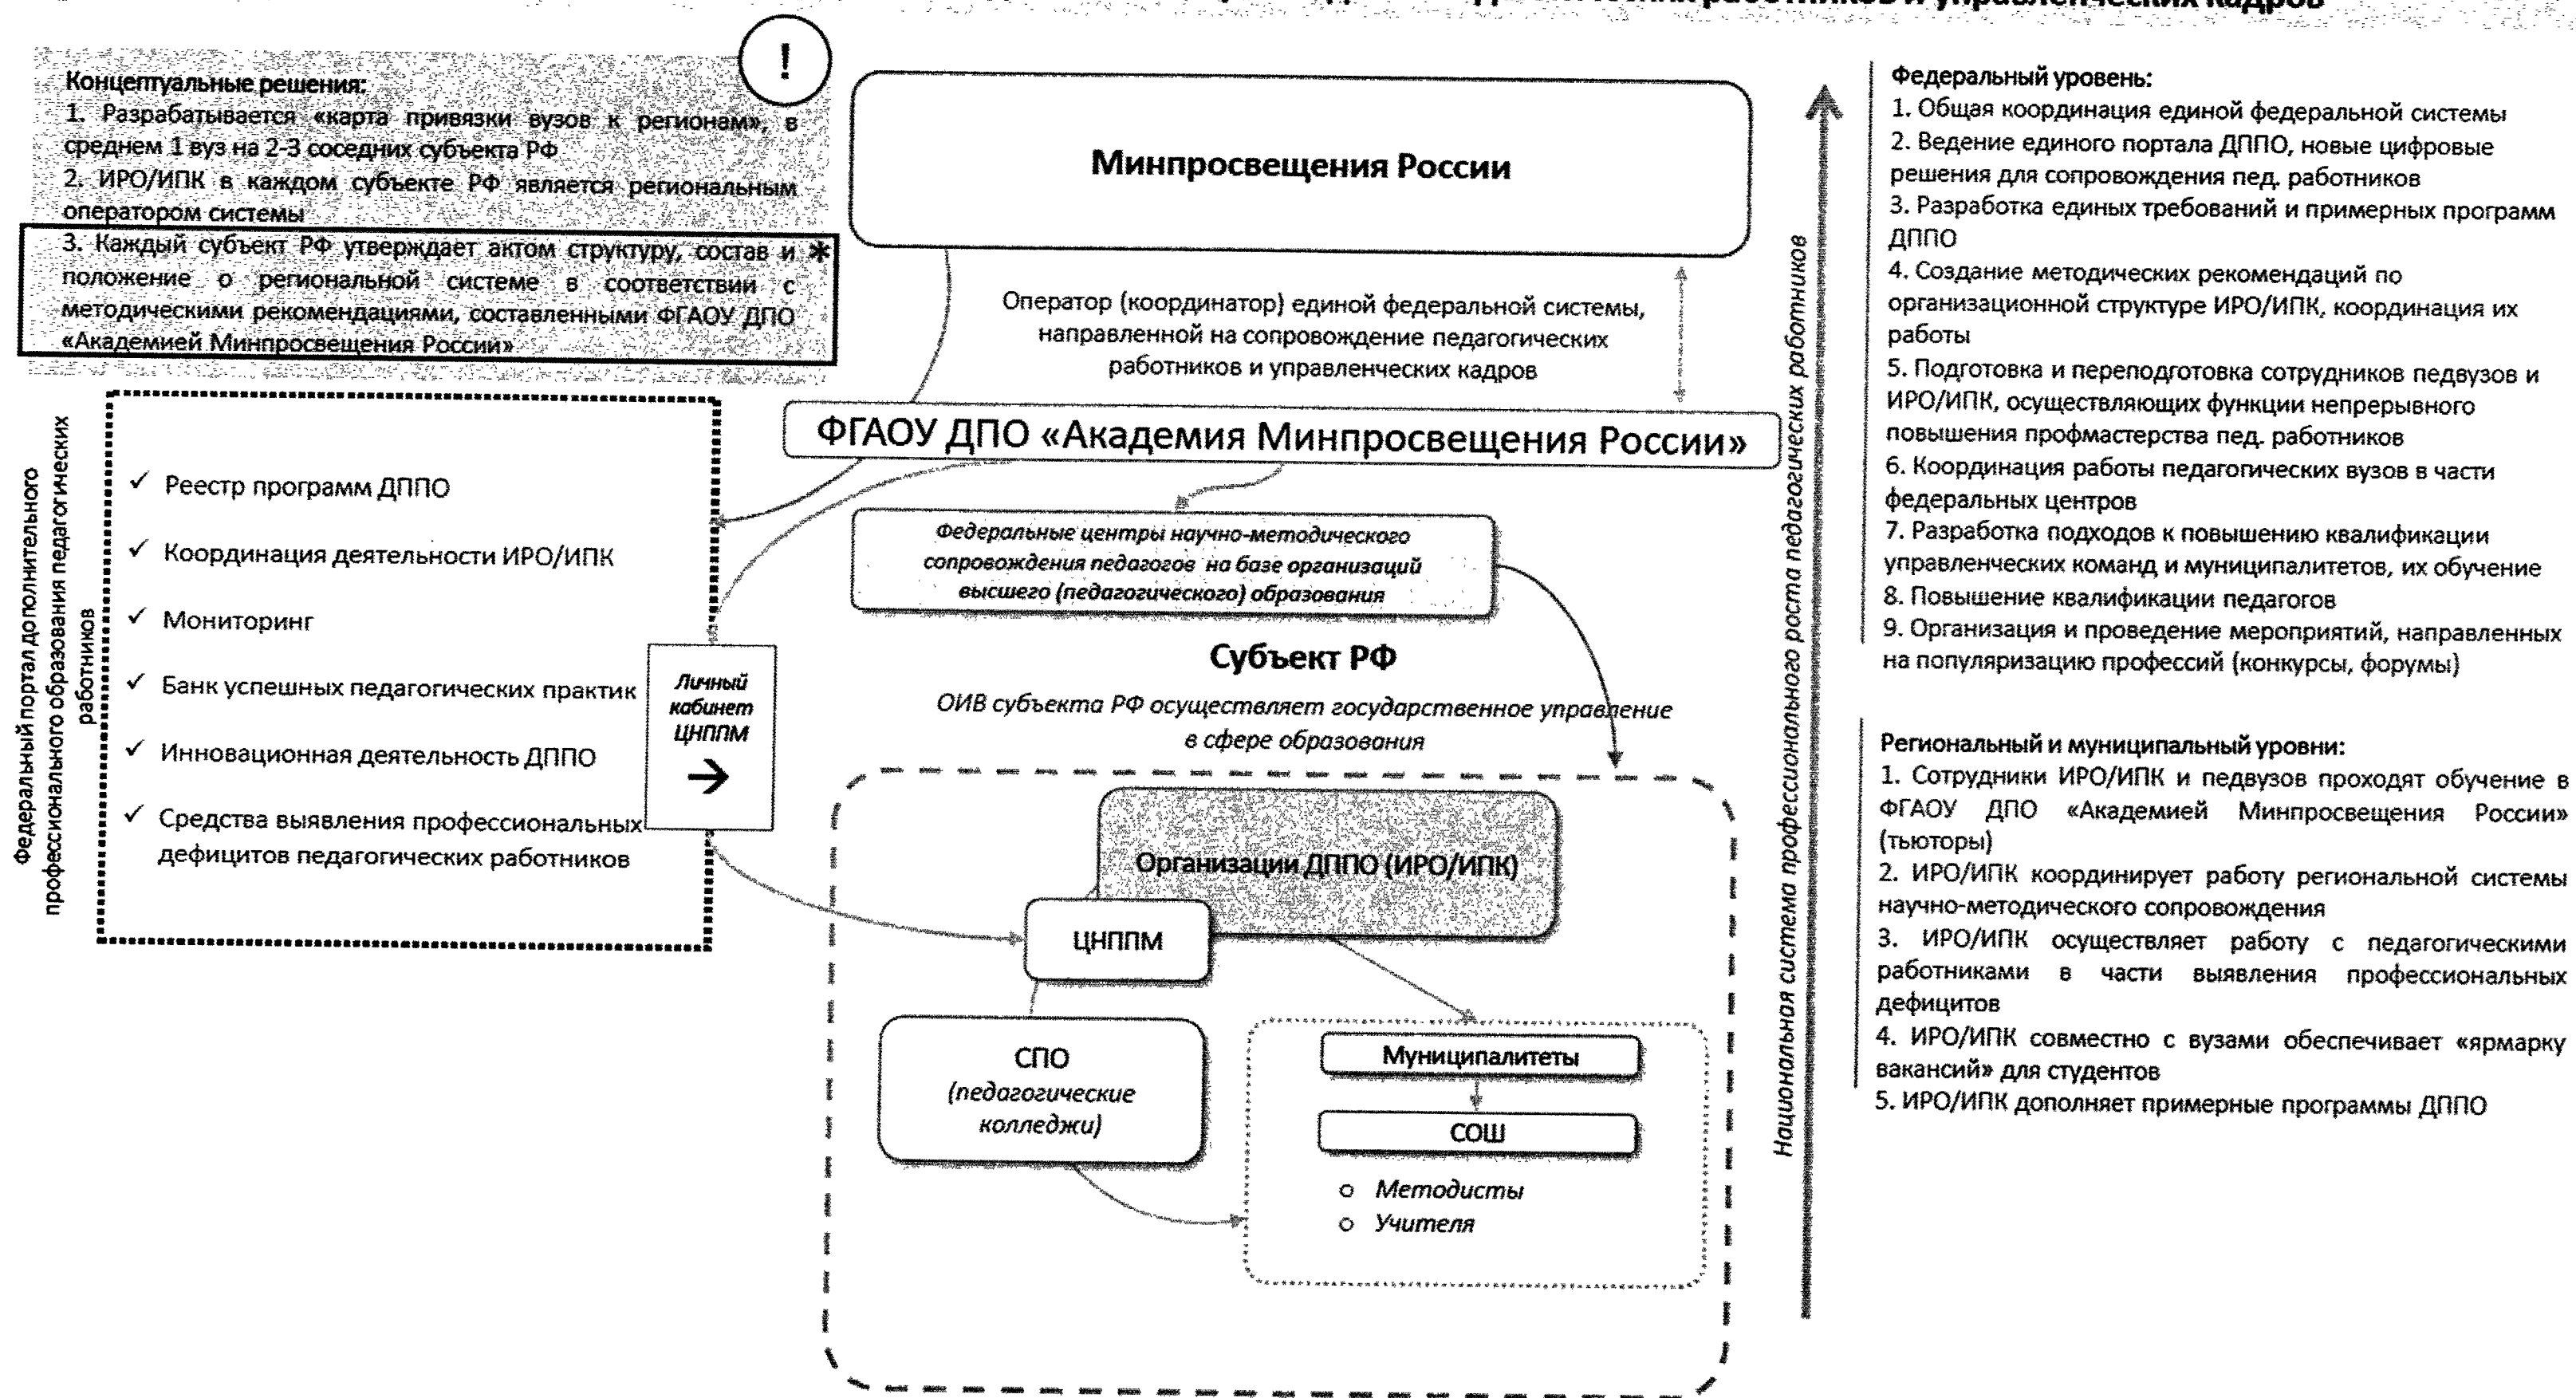 работников и управленческих кадров
!
Концептуальные решения:
1. Разрабатывается «карта привязки вузов к регионам», в
среднем 1 вуз на 2-3 соседних субъекта РФ
2. ИРО/ИПК в каждом субъекте РФ является региональным
оператором системы
3. Каждый субъект РФ утверждает актом структуру, состав и *
положение о региональной системе в соответствии с
методическими рекомендациями, составленными ФГАОУ ДПО
«Академией Минпросвещения России»
Федеральный портал дополнительного
профессионального образования педагогических
работников
✓ Реестр программ ДППО
✓ Координация деятельности ИРО/ИПК
✓ Мониторинг
✓ Банк успешных педагогических практик
✓ Инновационная деятельность ДППО
✓ Средства выявления профессиональных
дефицитов педагогических работников
Личный
кабинет
ЦНППМ
→
Минпросвещения России
Оператор (координатор) единой федеральной системы,
направленной на сопровождение педагогических
работников и управленческих кадров
ФГАОУ ДПО «Академия Минпросвещения России»
Федеральные центры научно-методического
сопровождения педагогов на базе организаций
высшего (педагогического) образования
Субъект РФ
ОИВ субъекта РФ осуществляет государственное управление
в сфере образования
Организации ДППО (ИРО/ИПК)
ЦНППМ
СПО
(педагогические
колледжи)
Муниципалитеты
СОШ
o Методисты
o Учителя
Национальная система профессионального роста педагогических работников
Федеральный уровень:
1. Общая координация единой федеральной системы
2. Ведение единого портала ДППО, новые цифровые
решения для сопровождения пед. работников
3. Разработка единых требований и примерных программ
ДППО
4. Создание методических рекомендаций по
организационной структуре ИРО/ИПК, координация их
работы
5. Подготовка и переподготовка сотрудников педвузов и
ИРО/ИПК, осуществляющих функции непрерывного
повышения профмастерства пед. работников
6. Координация работы педагогических вузов в части
федеральных центров
7. Разработка подходов к повышению квалификации
управленческих команд и муниципалитетов, их обучение
8. Повышение квалификации педагогов
9. Организация и проведение мероприятий, направленных
на популяризацию профессий (конкурсы, форумы)
Региональный и муниципальный уровни:
1. Сотрудники ИРО/ИПК и педвузов проходят обучение в
ФГАОУ ДПО «Академией Минпросвещения России»
(тьюторы)
2. ИРО/ИПК координирует работу региональной системы
научно-методического сопровождения
3. ИРО/ИПК осуществляет работу с педагогическими
работниками в части выявления профессиональных
дефицитов
4. ИРО/ИПК совместно с вузами обеспечивает «ярмарку
вакансий» для студентов
5. ИРО/ИПК дополняет примерные программы ДППО